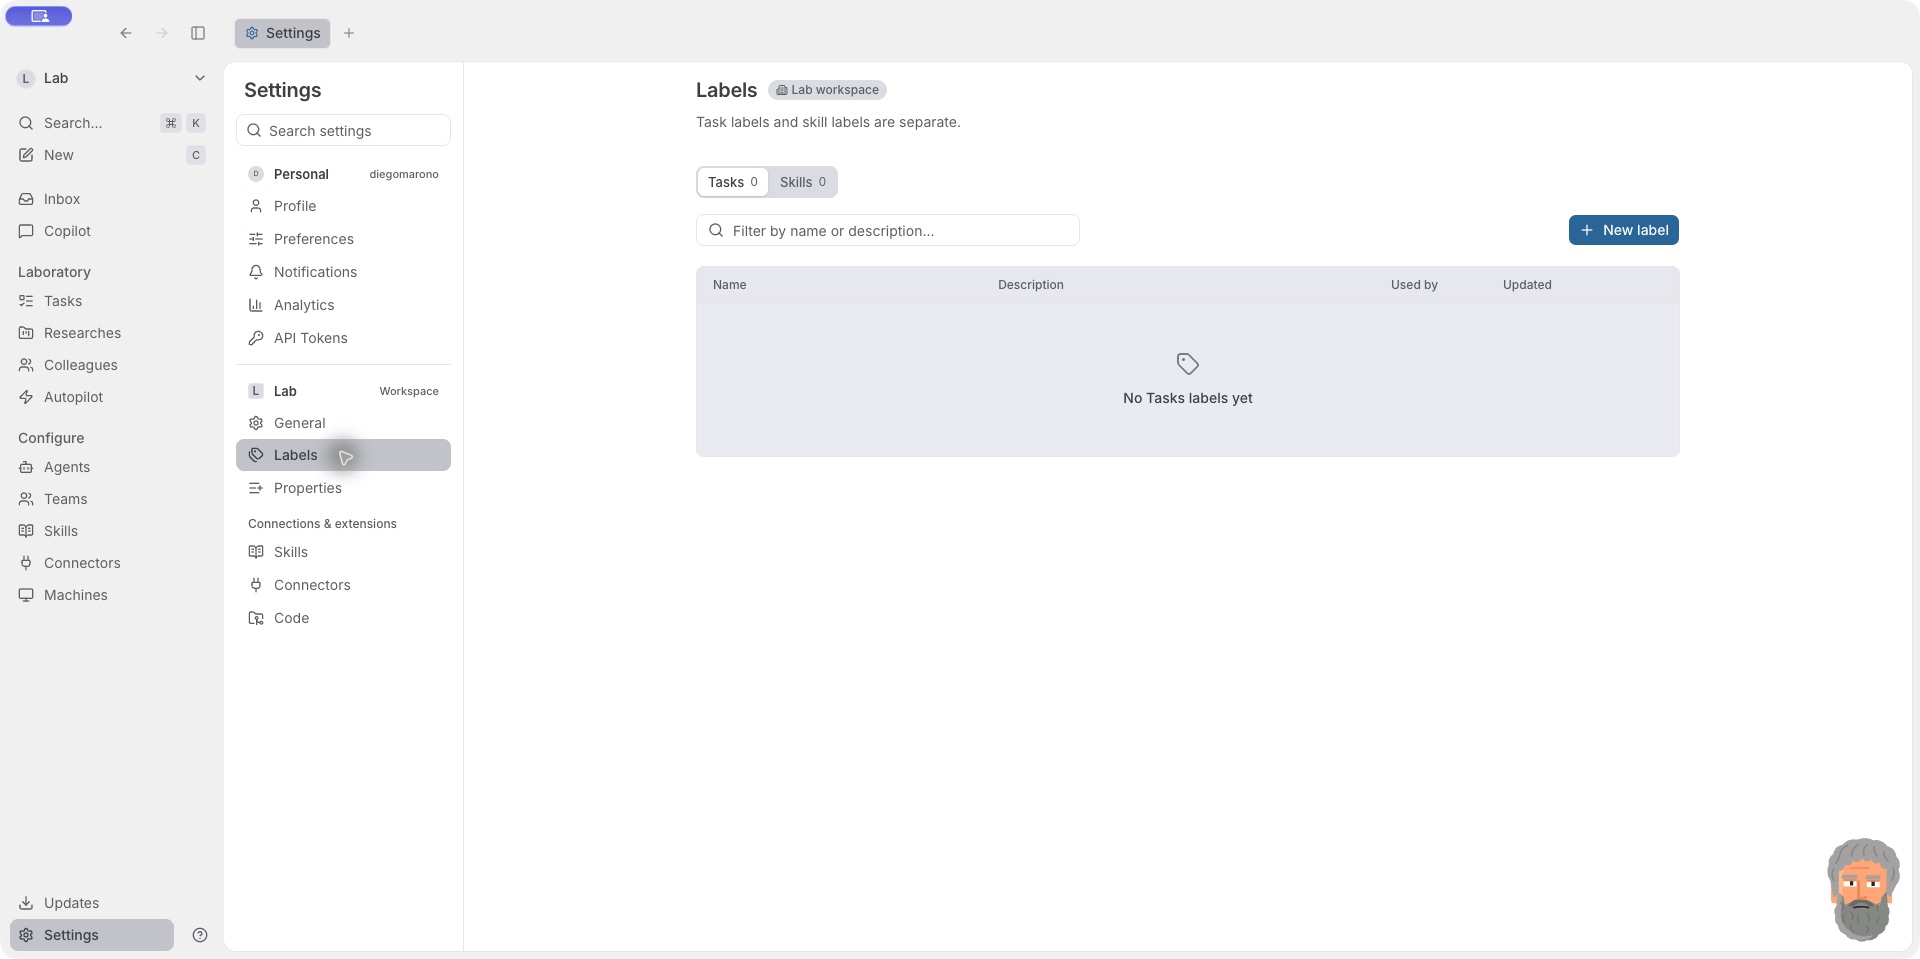 Settings
L Lab
Search... ⌘ K
New C
Inbox
Copilot
Laboratory
Tasks
Researches
Colleagues
Autopilot
Configure
Agents
Teams
Skills
Connectors
Machines
Updates
Settings
Settings
Search settings
D Personal diegomarono
Profile
Preferences
Notifications
Analytics
API Tokens
L Lab Workspace
General
Labels
Properties
Connections & extensions
Skills
Connectors
Code
Labels Lab workspace
Task labels and skill labels are separate.
Tasks 0 Skills 0
Filter by name or description...
New label
Name Description Used by Updated
No Tasks labels yet